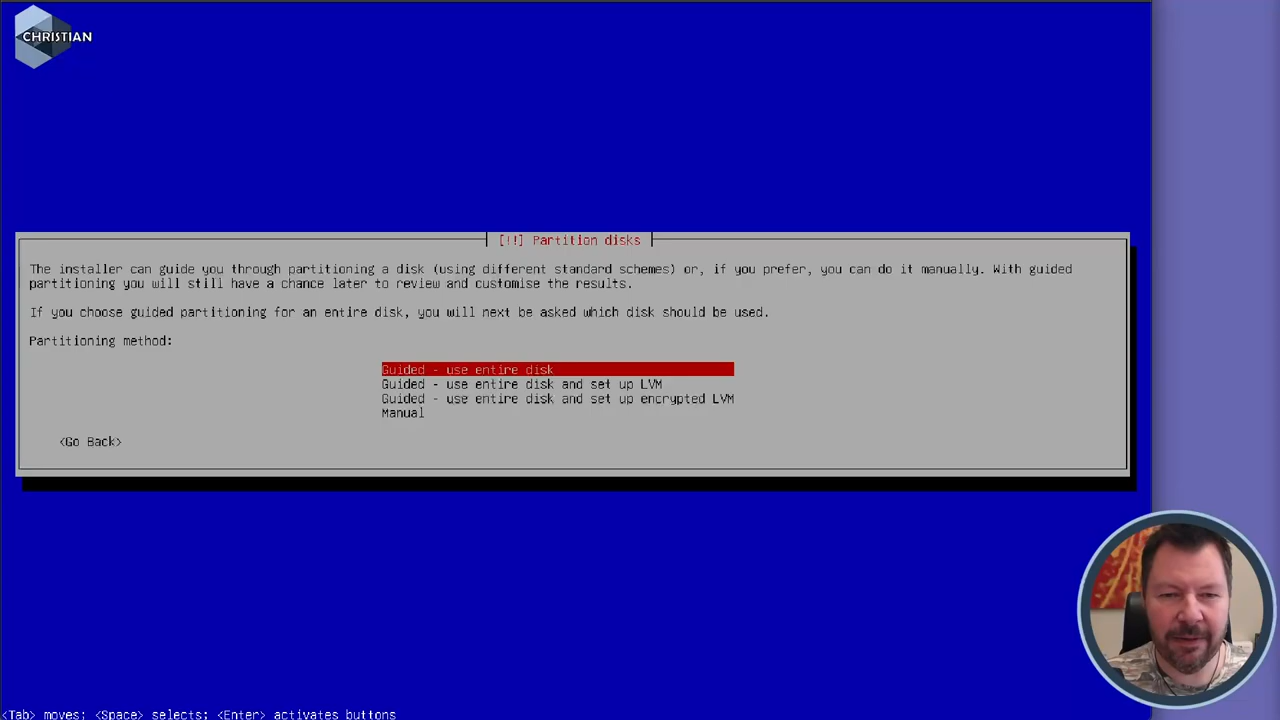 CHRISTIAN
[!!] Partition disks
The installer can guide you through partitioning a disk (using different standard schemes) or, if you prefer, you can do it manually. With guided
partitioning you will still have a chance later to review and customise the results.
If you choose guided partitioning for an entire disk, you will next be asked which disk should be used.
Partitioning method:
Guided - use entire disk
Guided - use entire disk and set up LVM
Guided - use entire disk and set up encrypted LVM
Manual
<Go Back>
<Tab> moves; <Space> selects; <Enter> activates buttons